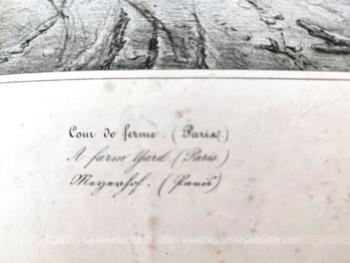 Cour de ferme. (Paris)
A farm Yard. (Paris)
Meyerhof. (Paris)